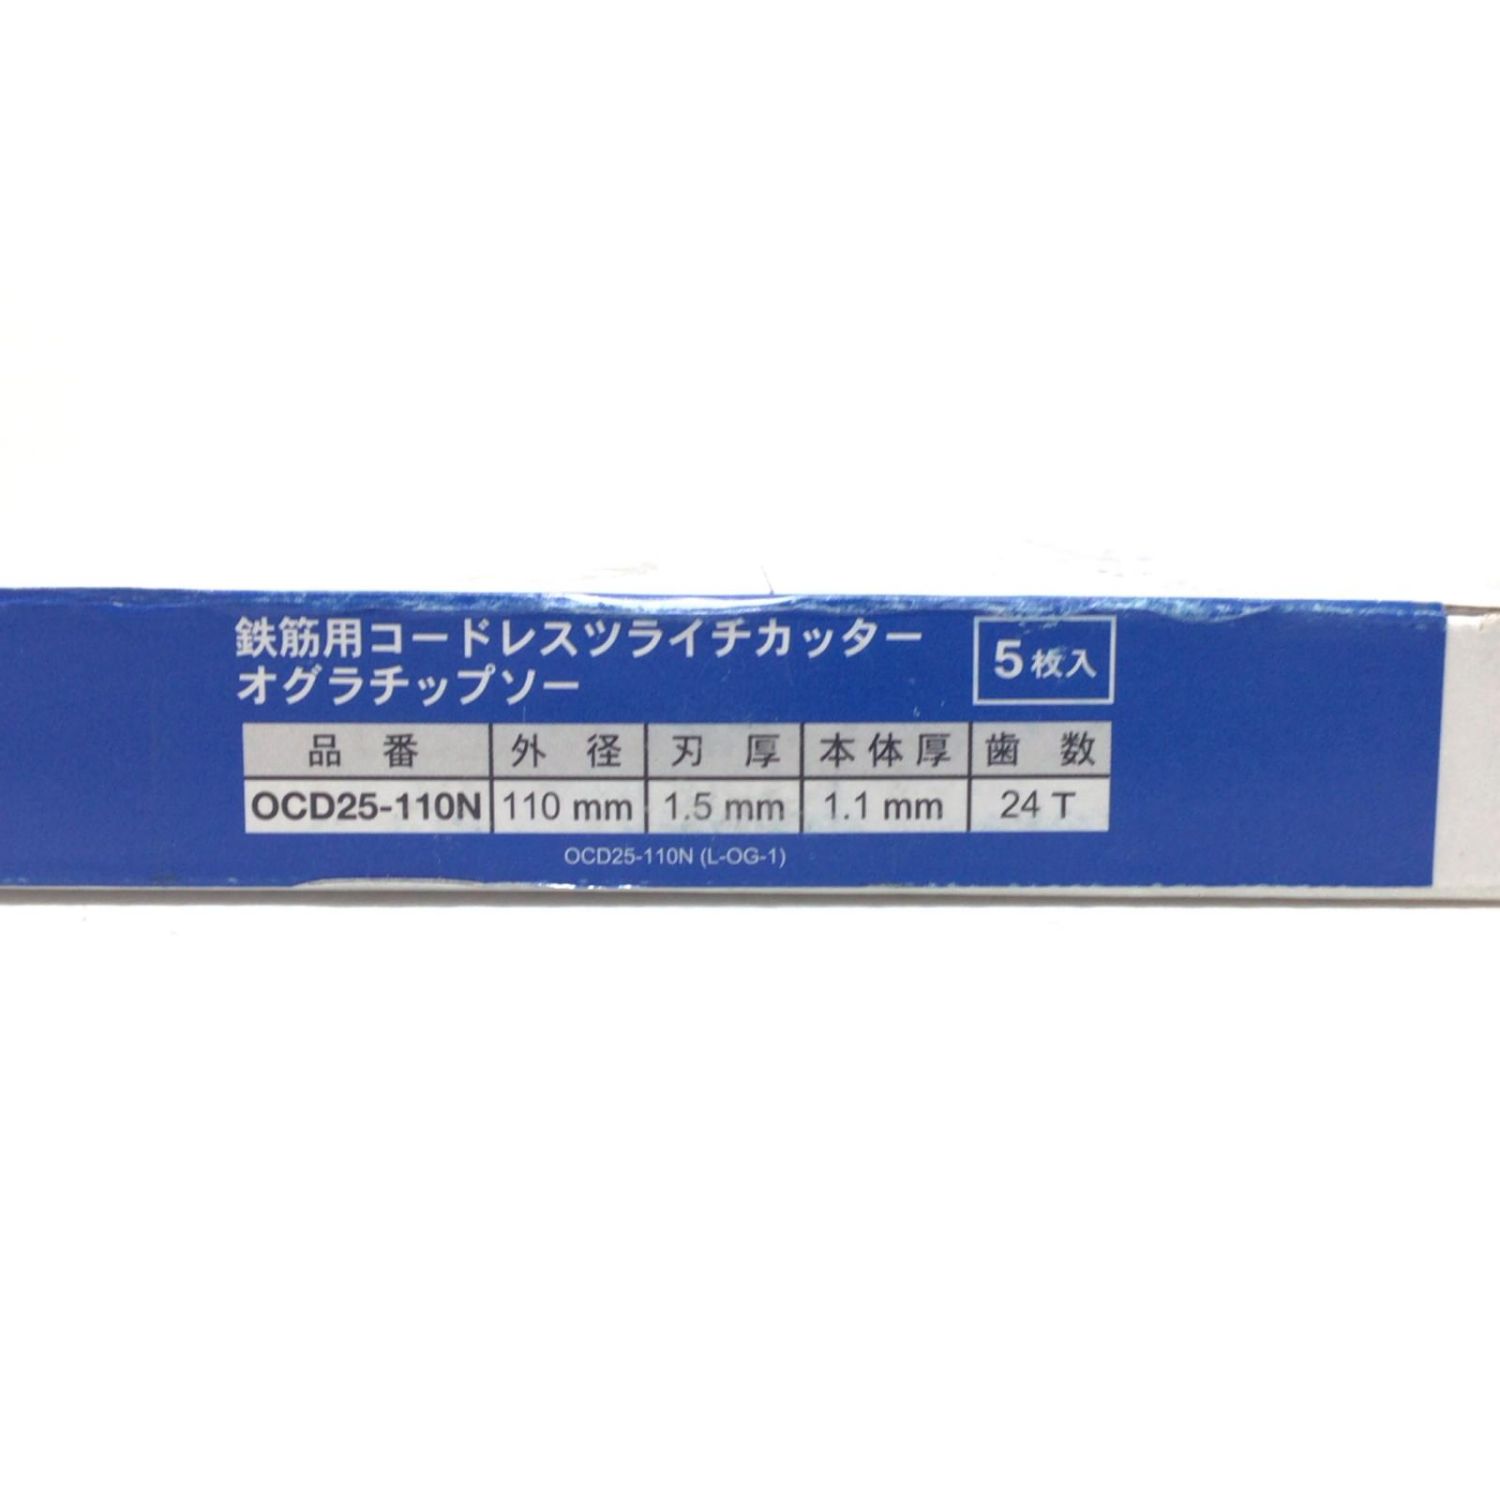 鉄筋用コードレスツライチカッター
オグラチップソー
5枚入
品番 外径 刃厚 本体厚 歯数
OCD25-110N 110 mm 1.5 mm 1.1 mm 24 T
OCD25-110N (L-OG-1)